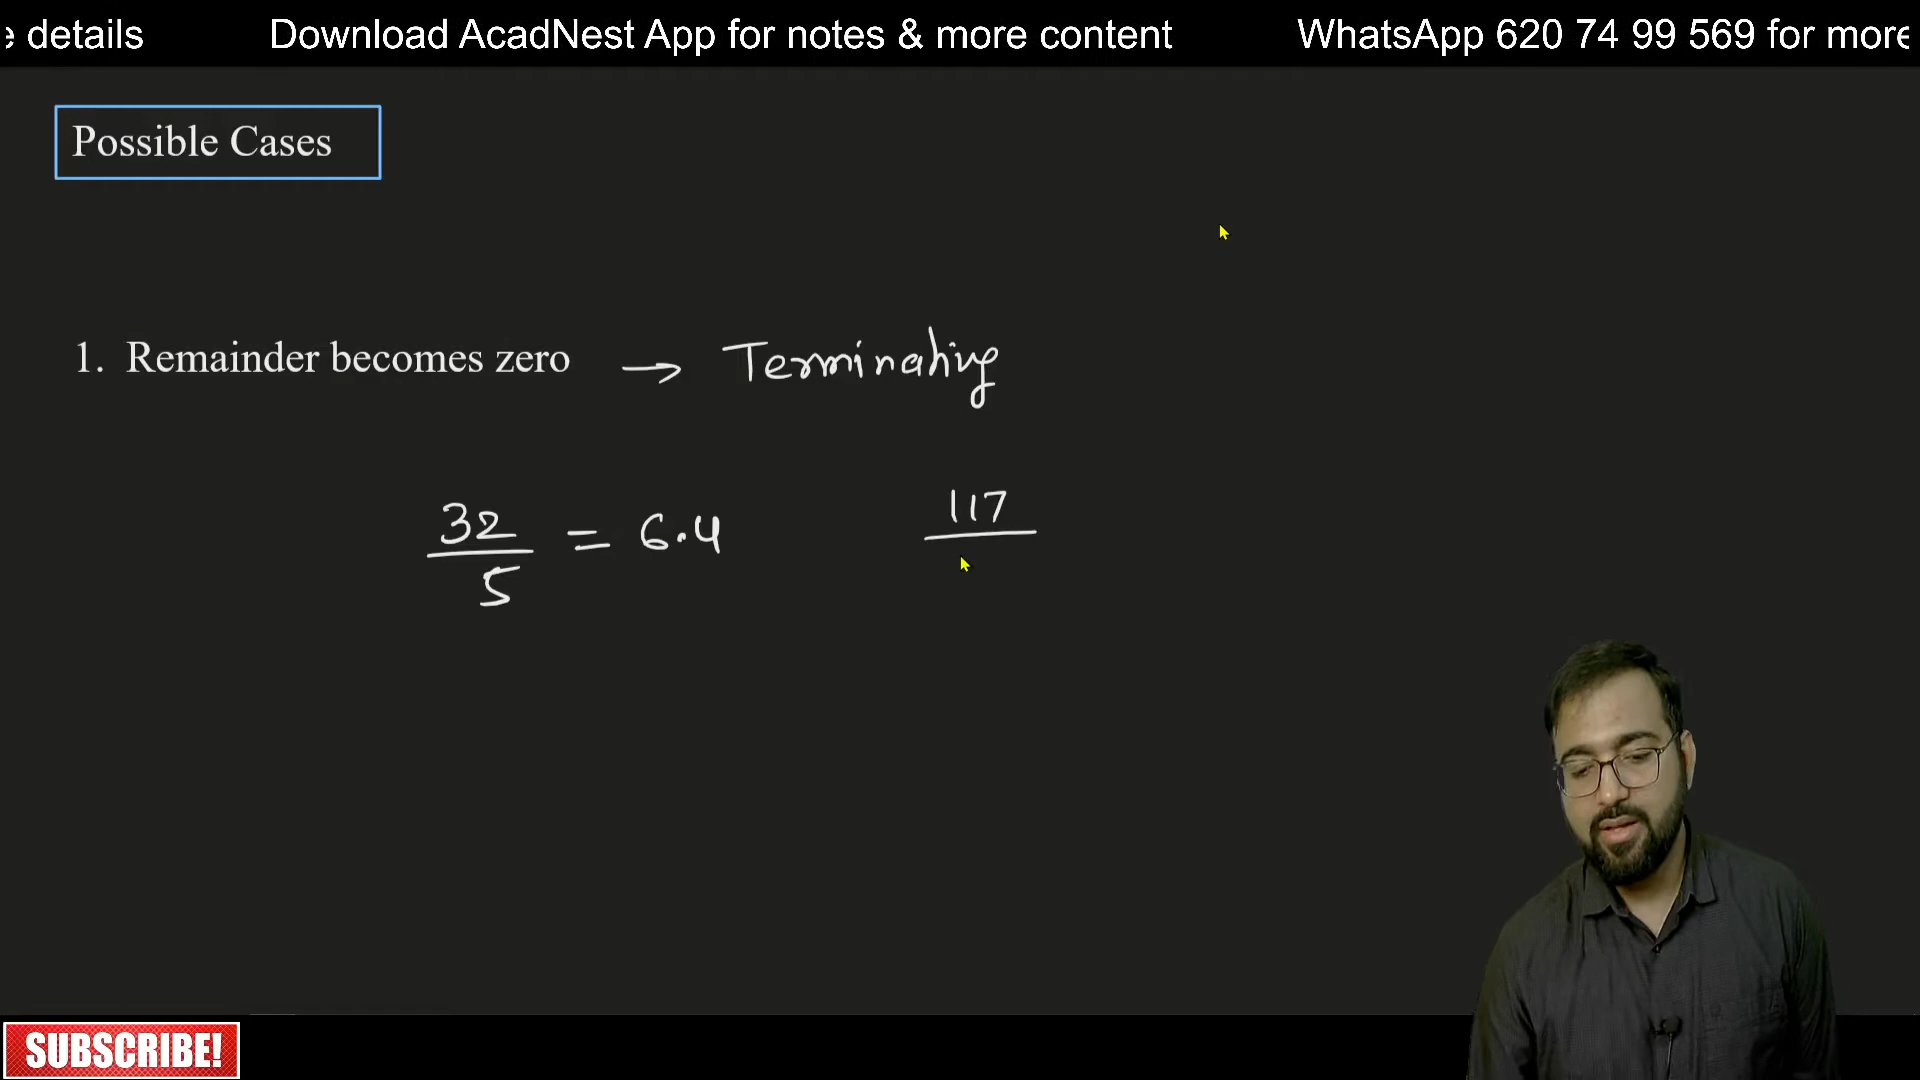 e details Download AcadNest App for notes & more content WhatsApp 620 74 99 569 for more
Possible Cases
1. Remainder becomes zero → Terminating
32/5 = 6.4
117
SUBSCRIBE!